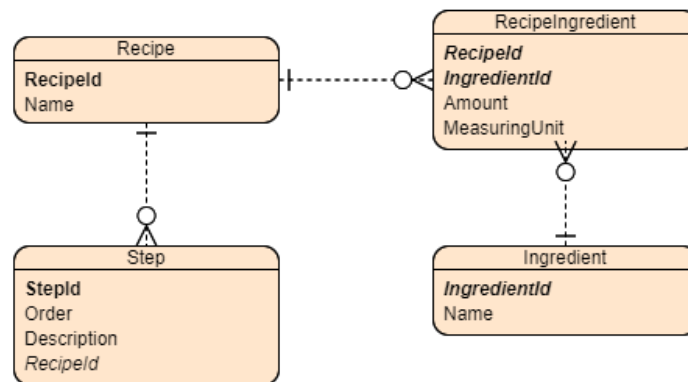 Recipe
RecipeId
Name
RecipeIngredient
RecipeId
IngredientId
Amount
MeasuringUnit
Step
StepId
Order
Description
RecipeId
Ingredient
IngredientId
Name